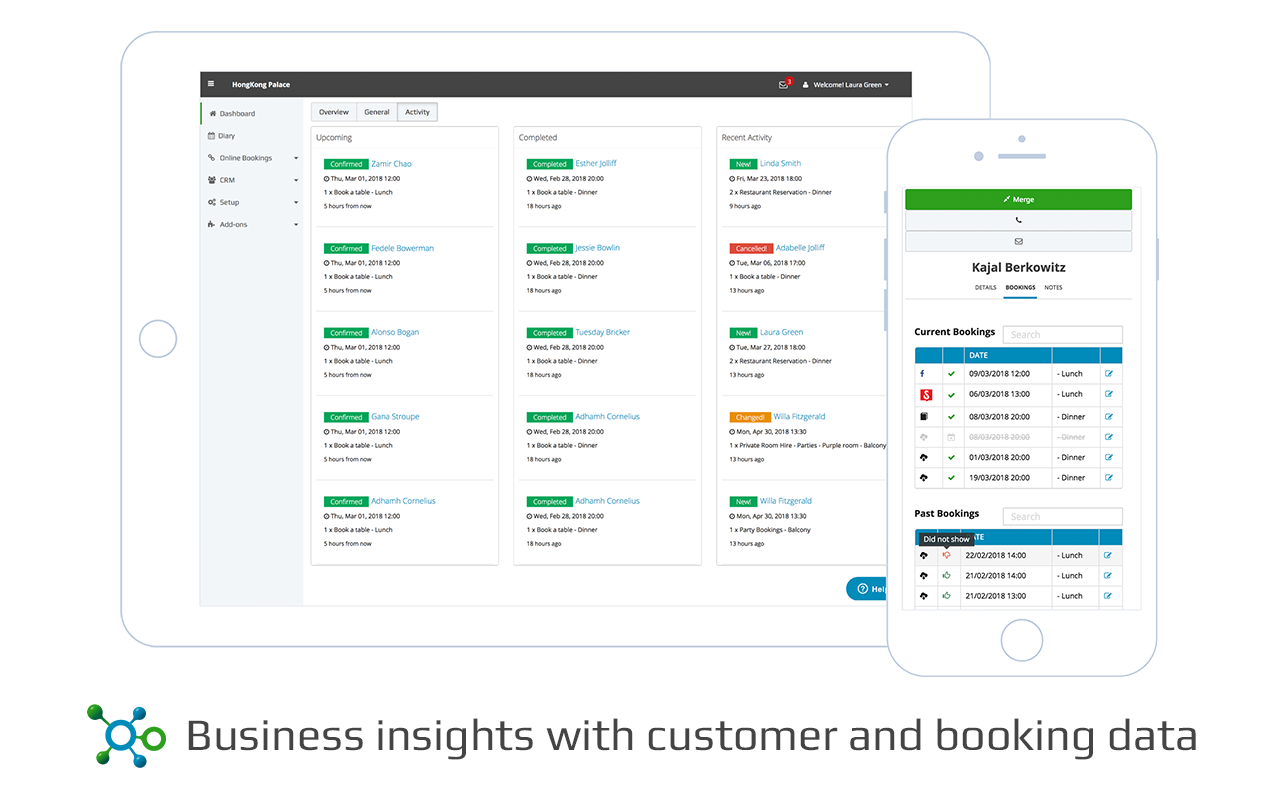 HongKong Palace
3
Welcome! Laura Green
Dashboard
Diary
Online Bookings
CRM
Setup
Add-ons
Overview
General
Activity
Upcoming
Confirmed Zamir Chao
Thu, Mar 01, 2018 12:00
1 x Book a table - Lunch
5 hours from now
Confirmed Fedele Bowerman
Thu, Mar 01, 2018 12:00
1 x Book a table - Lunch
5 hours from now
Confirmed Alonso Bogan
Thu, Mar 01, 2018 12:00
1 x Book a table - Lunch
5 hours from now
Confirmed Gana Stroupe
Thu, Mar 01, 2018 12:00
1 x Book a table - Lunch
5 hours from now
Confirmed Adhamh Cornelius
Thu, Mar 01, 2018 12:00
1 x Book a table - Lunch
5 hours from now
Completed
Completed Esther Jolliff
Wed, Feb 28, 2018 20:00
1 x Book a table - Dinner
18 hours ago
Completed Jessie Bowlin
Wed, Feb 28, 2018 20:00
1 x Book a table - Dinner
18 hours ago
Completed Tuesday Bricker
Wed, Feb 28, 2018 20:00
1 x Book a table - Dinner
18 hours ago
Completed Adhamh Cornelius
Wed, Feb 28, 2018 20:00
1 x Book a table - Dinner
18 hours ago
Completed Adhamh Cornelius
Wed, Feb 28, 2018 20:00
1 x Book a table - Dinner
18 hours ago
Recent Activity
New! Linda Smith
Fri, Mar 23, 2018 18:00
2 x Restaurant Reservation - Dinner
9 hours ago
Cancelled! Adabelle Jolliff
Tue, Mar 06, 2018 17:00
1 x Book a table - Dinner
13 hours ago
New! Laura Green
Tue, Mar 27, 2018 18:00
2 x Restaurant Reservation - Dinner
13 hours ago
Changed! Willa Fitzgerald
Mon, Apr 30, 2018 13:30
1 x Private Room Hire - Parties - Purple room - Balcony
13 hours ago
New! Willa Fitzgerald
Mon, Apr 30, 2018 13:30
1 x Party Bookings - Balcony
13 hours ago
Help
Merge
Kajal Berkowitz
DETAILS BOOKINGS NOTES
Current Bookings Search
DATE
09/03/2018 12:00 - Lunch
06/03/2018 13:00 - Lunch
08/03/2018 20:00 - Dinner
08/03/2018 20:00 - Dinner
01/03/2018 20:00 - Dinner
19/03/2018 20:00 - Dinner
Past Bookings Search
Did not show ATE
22/02/2018 14:00 - Lunch
21/02/2018 14:00 - Lunch
21/02/2018 13:00 - Lunch
Business insights with customer and booking data